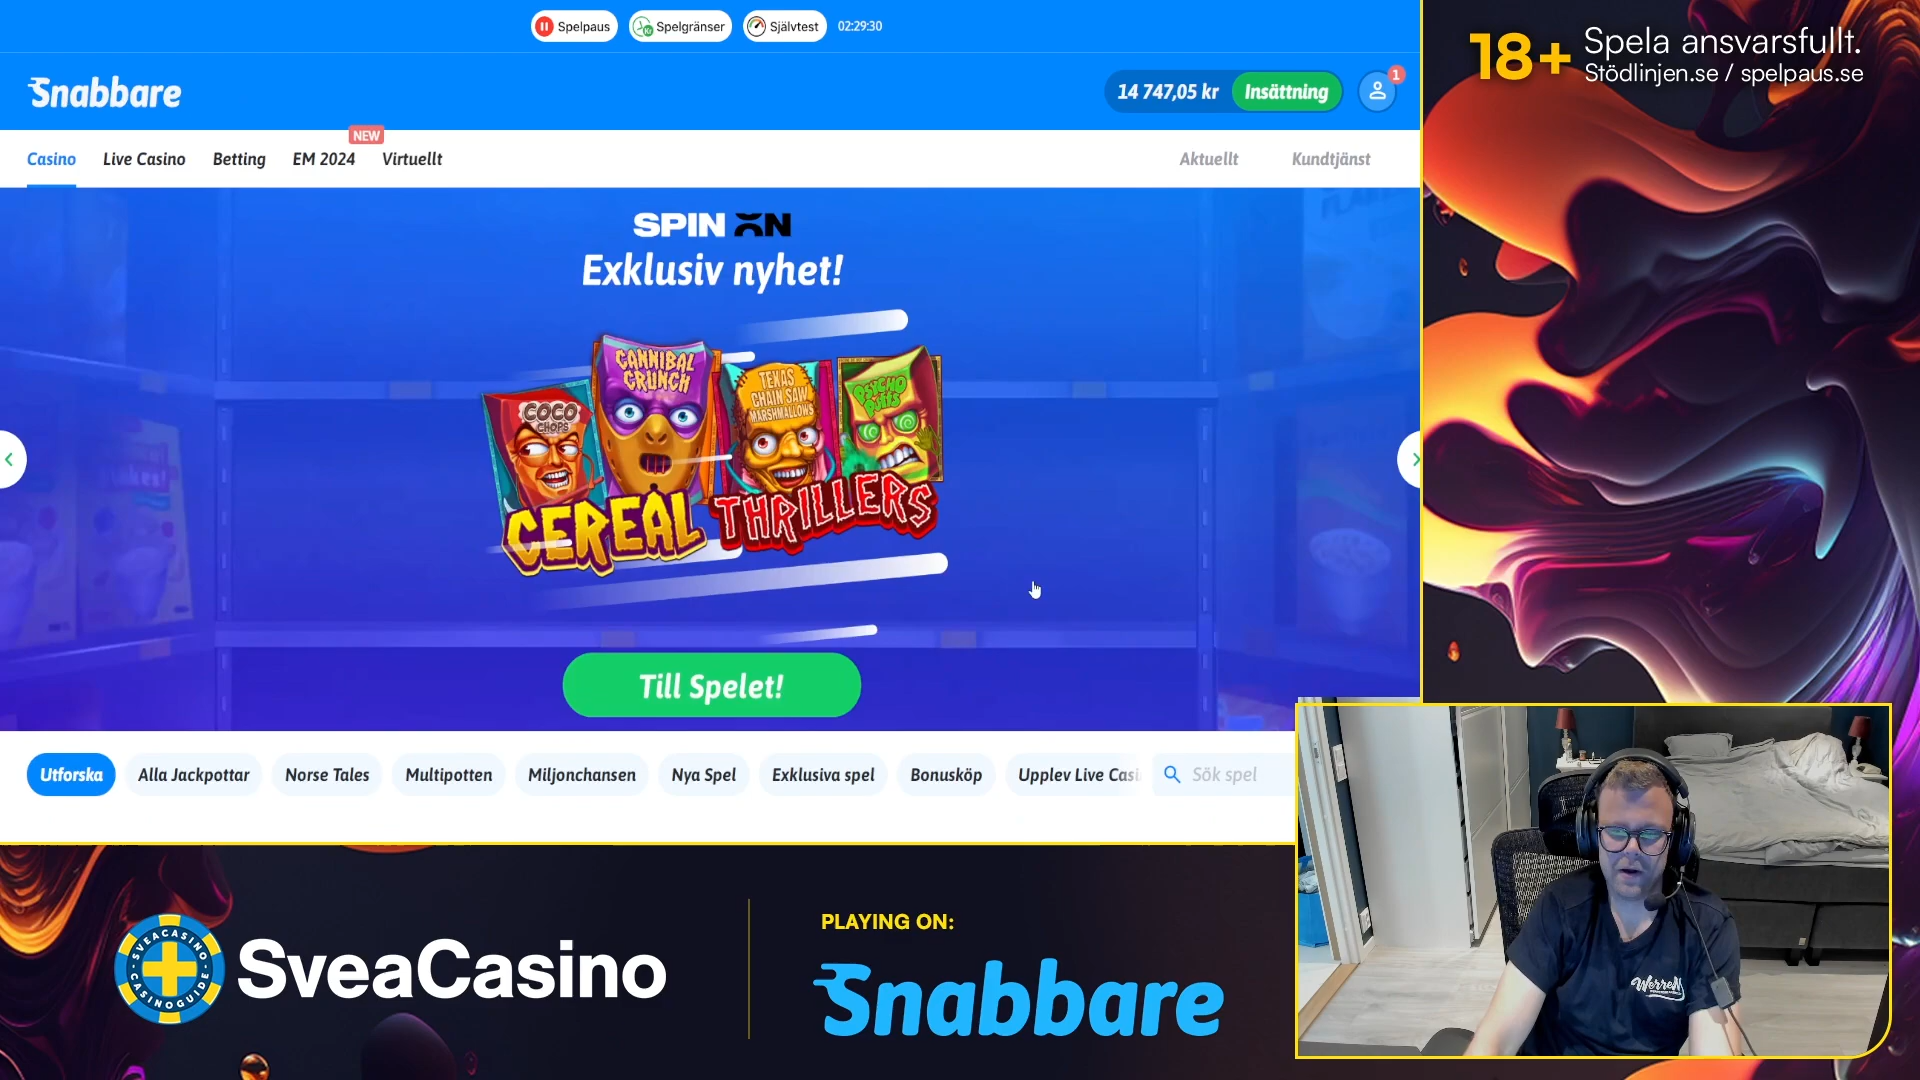 Spelpaus
Spelgränser
Självtest
02:29:30
18+
Spela ansvarsfullt.
Stödlinjen.se / spelpaus.se
Snabbare
14 747,05 kr
Insättning
1
NEW
Casino
Live Casino
Betting
EM 2024
Virtuellt
Aktuellt
Kundtjänst
SPIN ON
Exklusiv nyhet!
COCO
CHOPS
CANNIBAL
CRUNCH
TEXAS
CHAIN SAW
MARSHMALLOWS
PSYCHO
PUFFS
CEREAL THRILLERS
Till Spelet!
Utforska
Alla Jackpottar
Norse Tales
Multipotten
Miljonchansen
Nya Spel
Exklusiva spel
Bonusköp
Upplev Live Casi
Sök spel
SVEACASINO
CASINOGUIDE
SveaCasino
PLAYING ON:
Snabbare
WerreN